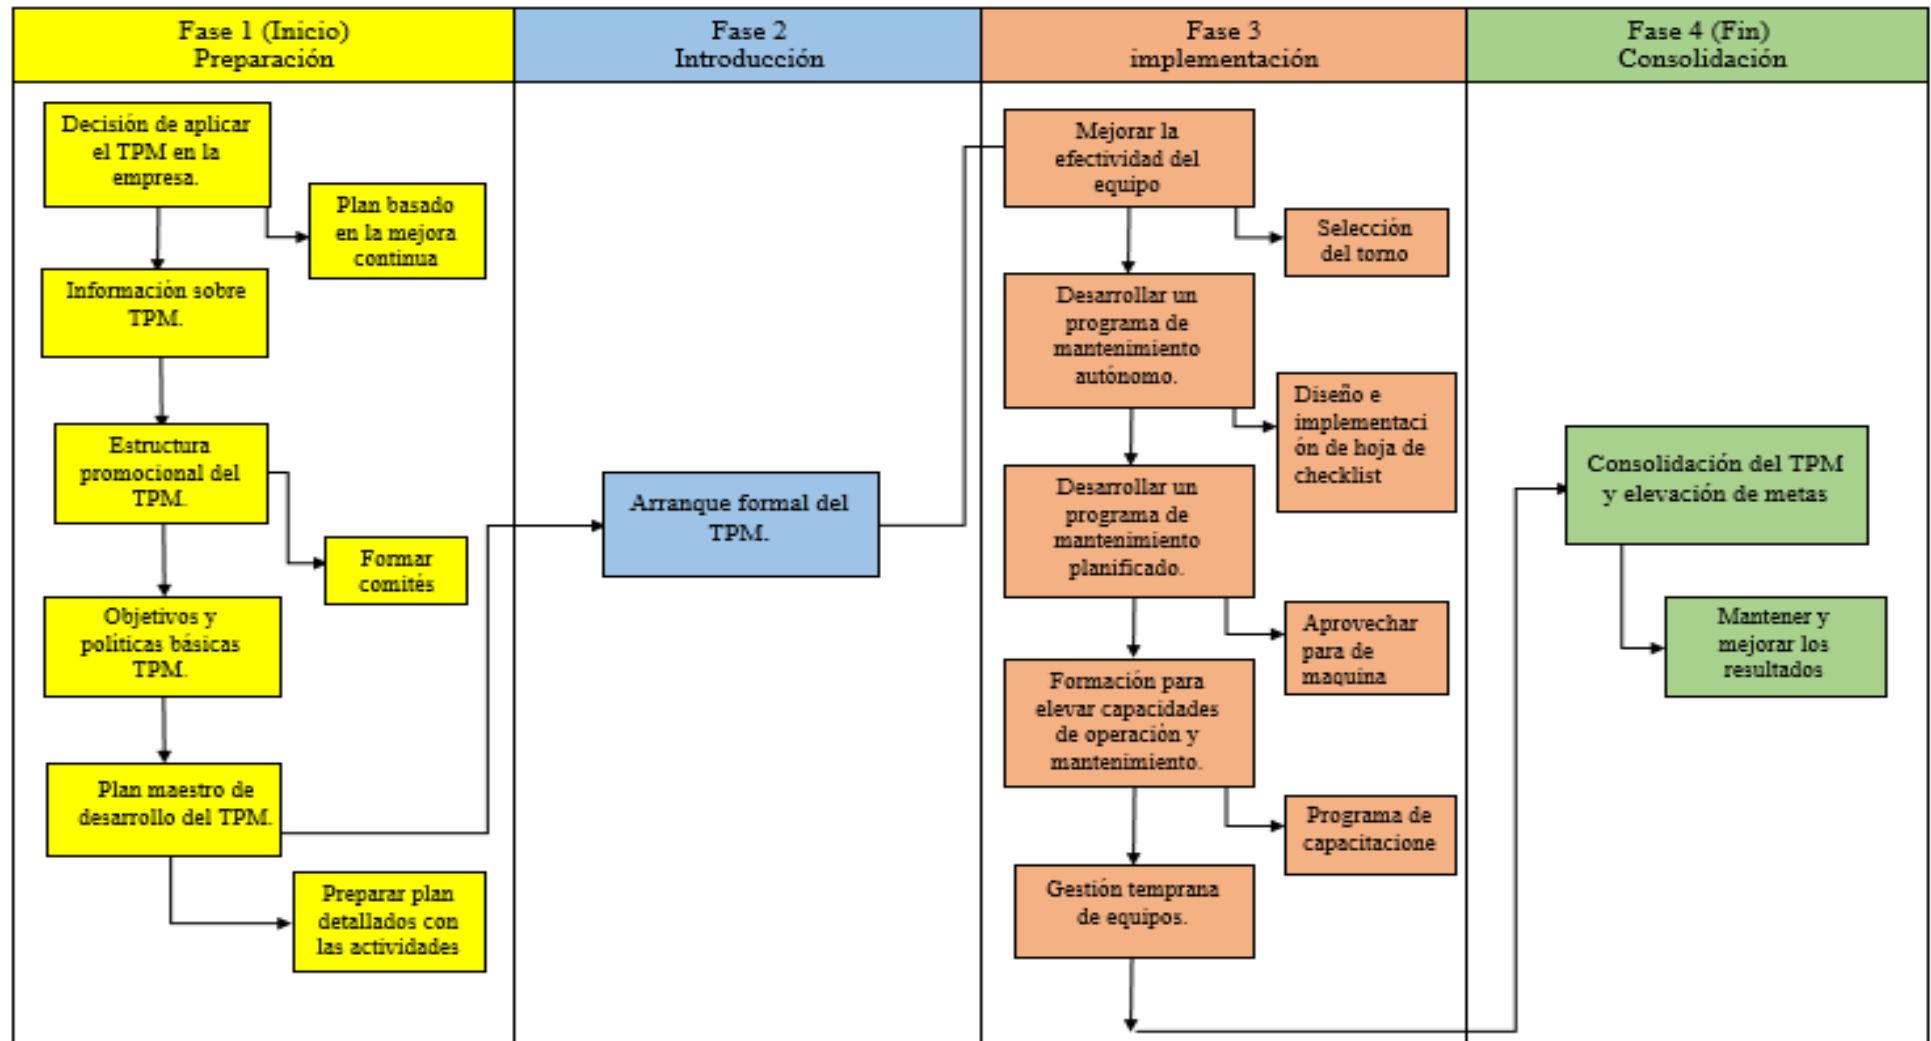 Fase 1 (Inicio)
Preparación
Fase 2
Introducción
Fase 3
implementación
Fase 4 (Fin)
Consolidación
Decisión de aplicar
el TPM en la
empresa.
Plan basado
en la mejora
continua
Información sobre
TPM.
Estructura
promocional del
TPM.
Formar
comités
Objetivos y
políticas básicas
TPM.
Plan maestro de
desarrollo del TPM.
Preparar plan
detallados con
las actividades
Arranque formal del
TPM.
Mejorar la
efectividad del
equipo
Selección
del torno
Desarrollar un
programa de
mantenimiento
autónomo.
Diseño e
implementaci
ón de hoja de
checklist
Desarrollar un
programa de
mantenimiento
planificado.
Aprovechar
para de
maquina
Formación para
elevar capacidades
de operación y
mantenimiento.
Programa de
capacitacione
Gestión temprana
de equipos.
Consolidación del TPM
y elevación de metas
Mantener y
mejorar los
resultados